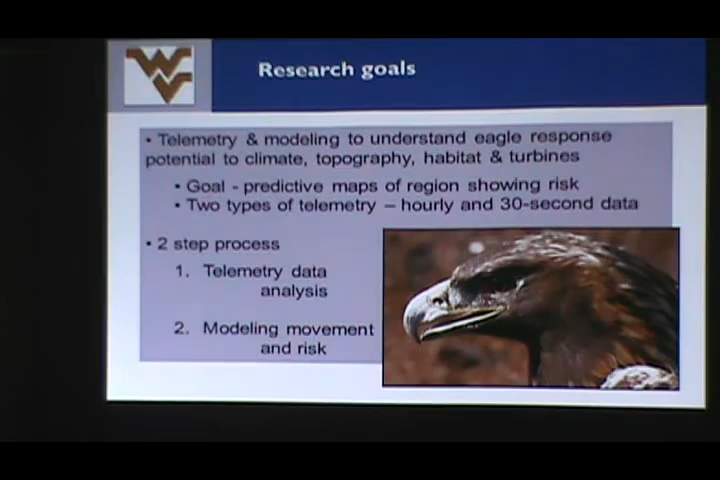 WV
Research goals
• Telemetry & modeling to understand eagle response
potential to climate, topography, habitat & turbines
• Goal - predictive maps of region showing risk
• Two types of telemetry – hourly and 30-second data
• 2 step process
1. Telemetry data
analysis
2. Modeling movement
and risk